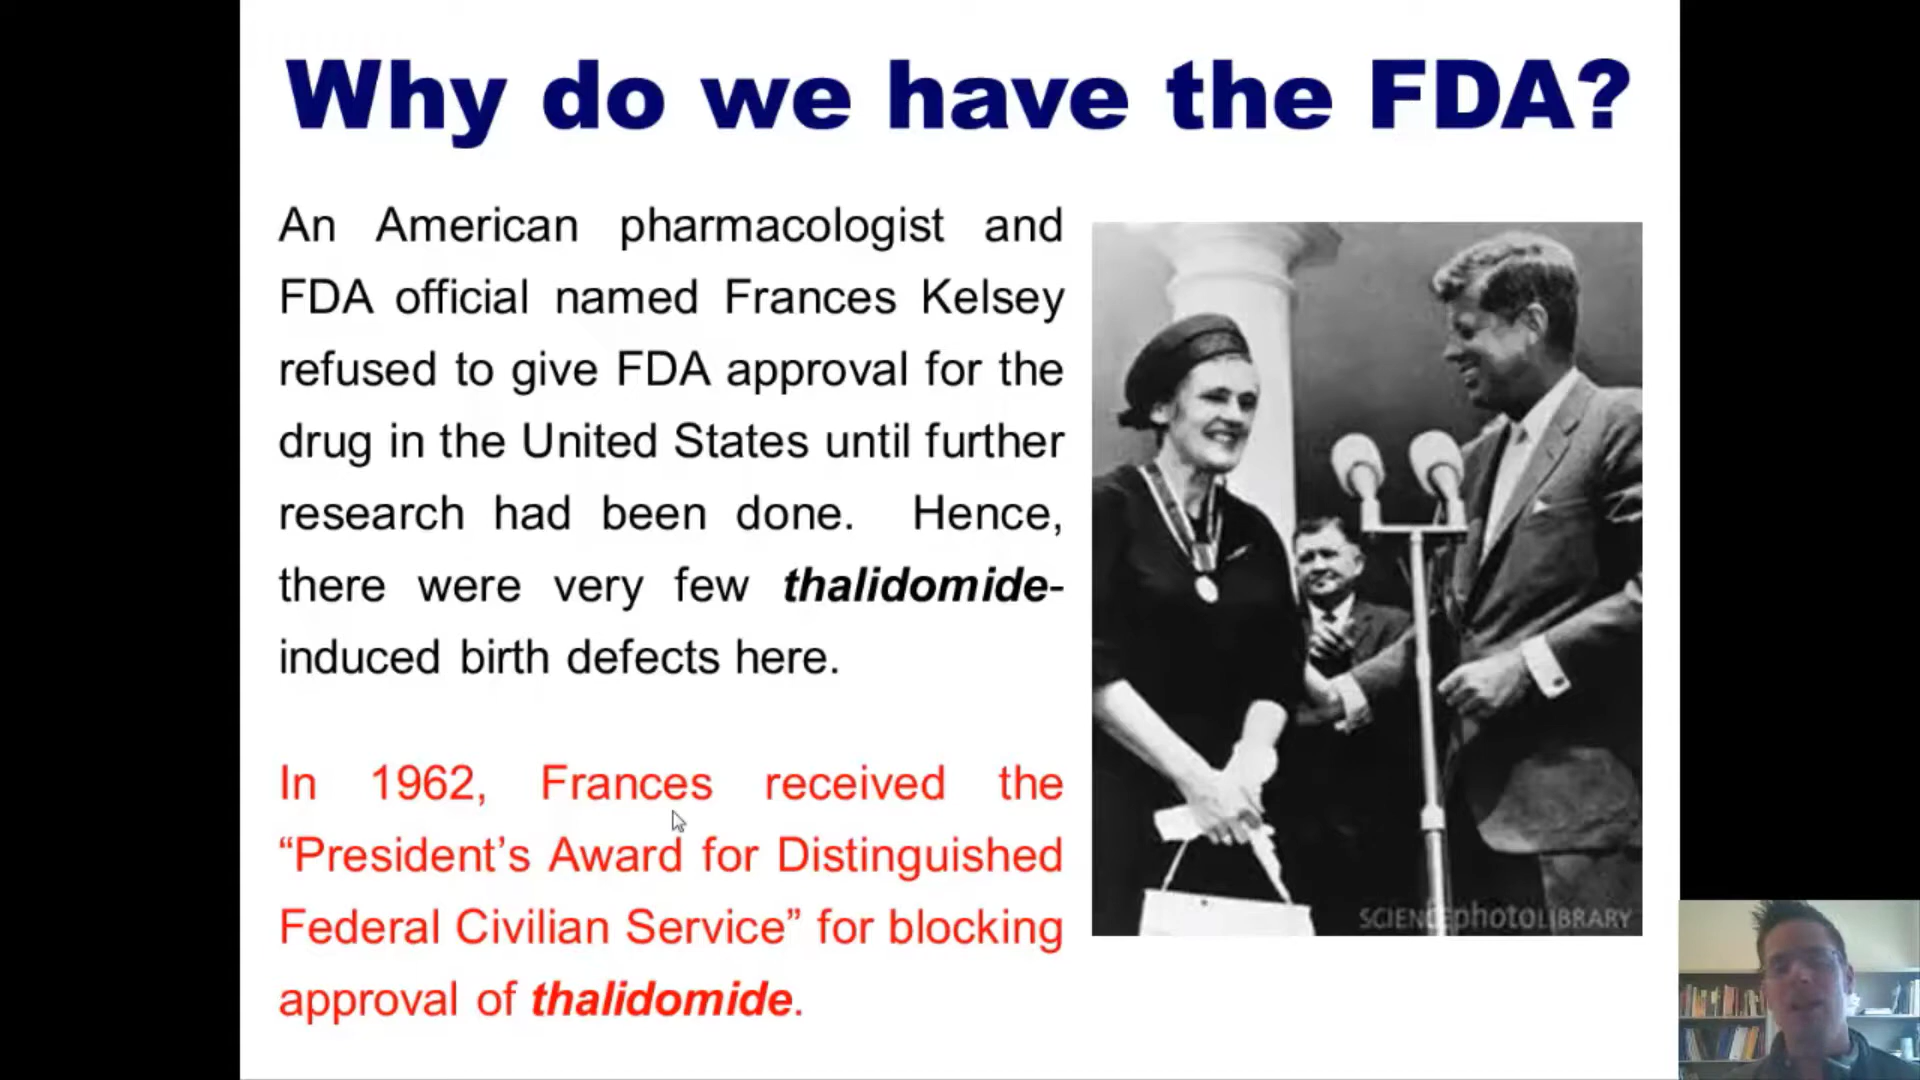 Why do we have the FDA?
An American pharmacologist and
FDA official named Frances Kelsey
refused to give FDA approval for the
drug in the United States until further
research had been done. Hence,
there were very few thalidomide-
induced birth defects here.
In 1962, Frances received the
“President’s Award for Distinguished
Federal Civilian Service” for blocking
approval of thalidomide.
SCIENCEphotoLIBRARY